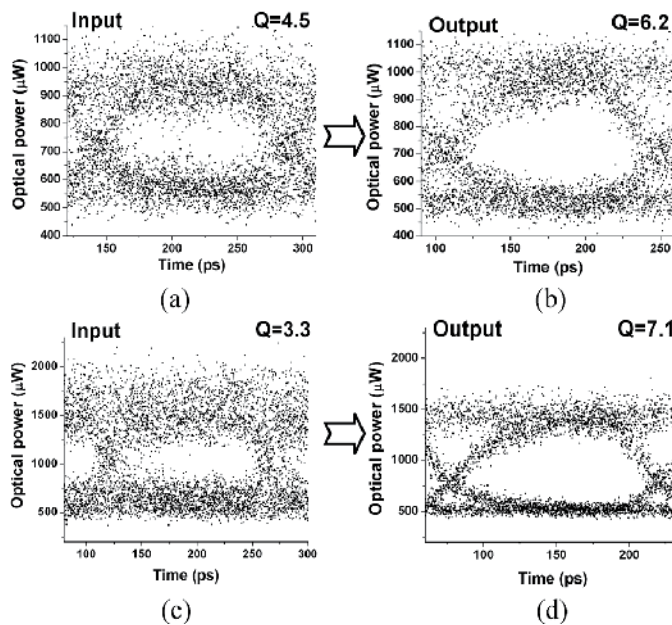 Input Q=4.5
Optical power (µW)
1100
1000
900
800
700
600
500
400
150 200 250 300
Time (ps)
(a)
Output Q=6.2
Optical power (µW)
1100
1000
900
800
700
600
500
400
100 150 200 250
Time (ps)
(b)
Input Q=3.3
Optical power (µW)
2000
1500
1000
500
100 150 200 250 300
Time (ps)
(c)
Output Q=7.1
Optical power (µW)
2000
1500
1000
500
100 150 200
Time (ps)
(d)